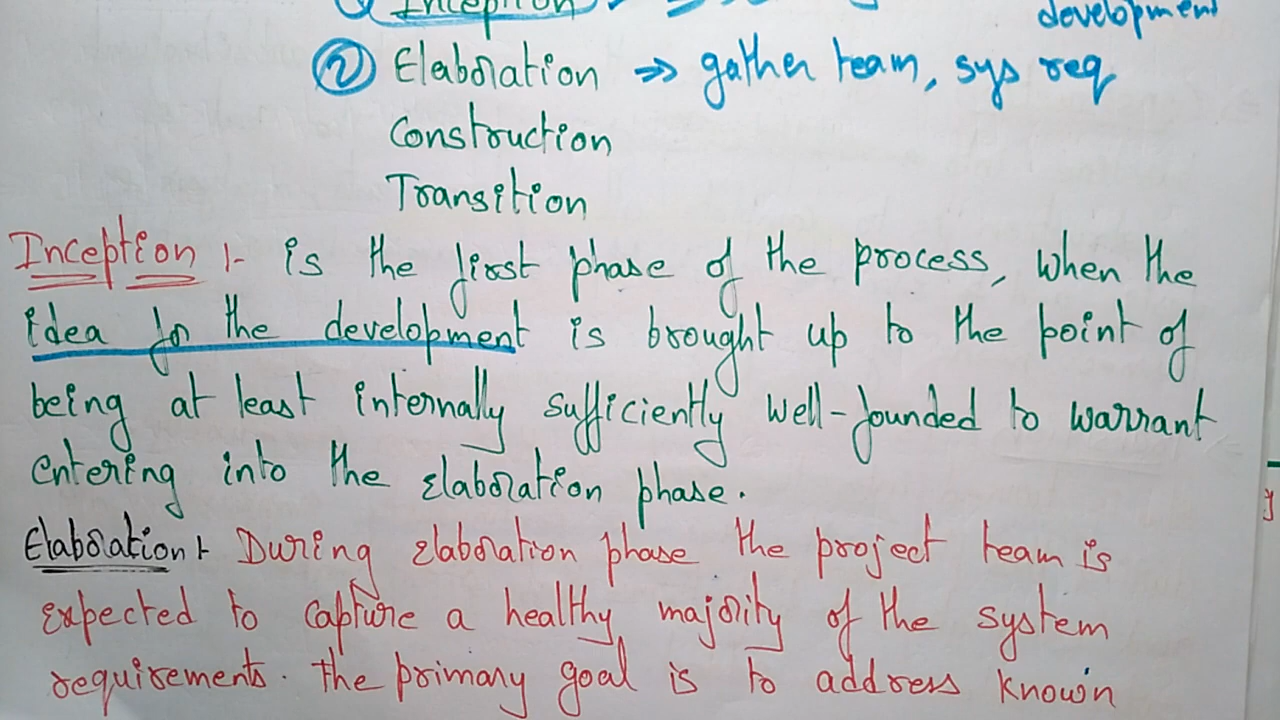 ① Inception
development
② Elaboration ⇒ gather team, sys req
Construction
Transition
Inception :- is the first phase of the process, when the
idea for the development is brought up to the point of
being at least internally sufficiently well-founded to warrant
entering into the elaboration phase.
Elaboration :- During elaboration phase the project team is
expected to capture a healthy majority of the system
requirements. the primary goal is to address known